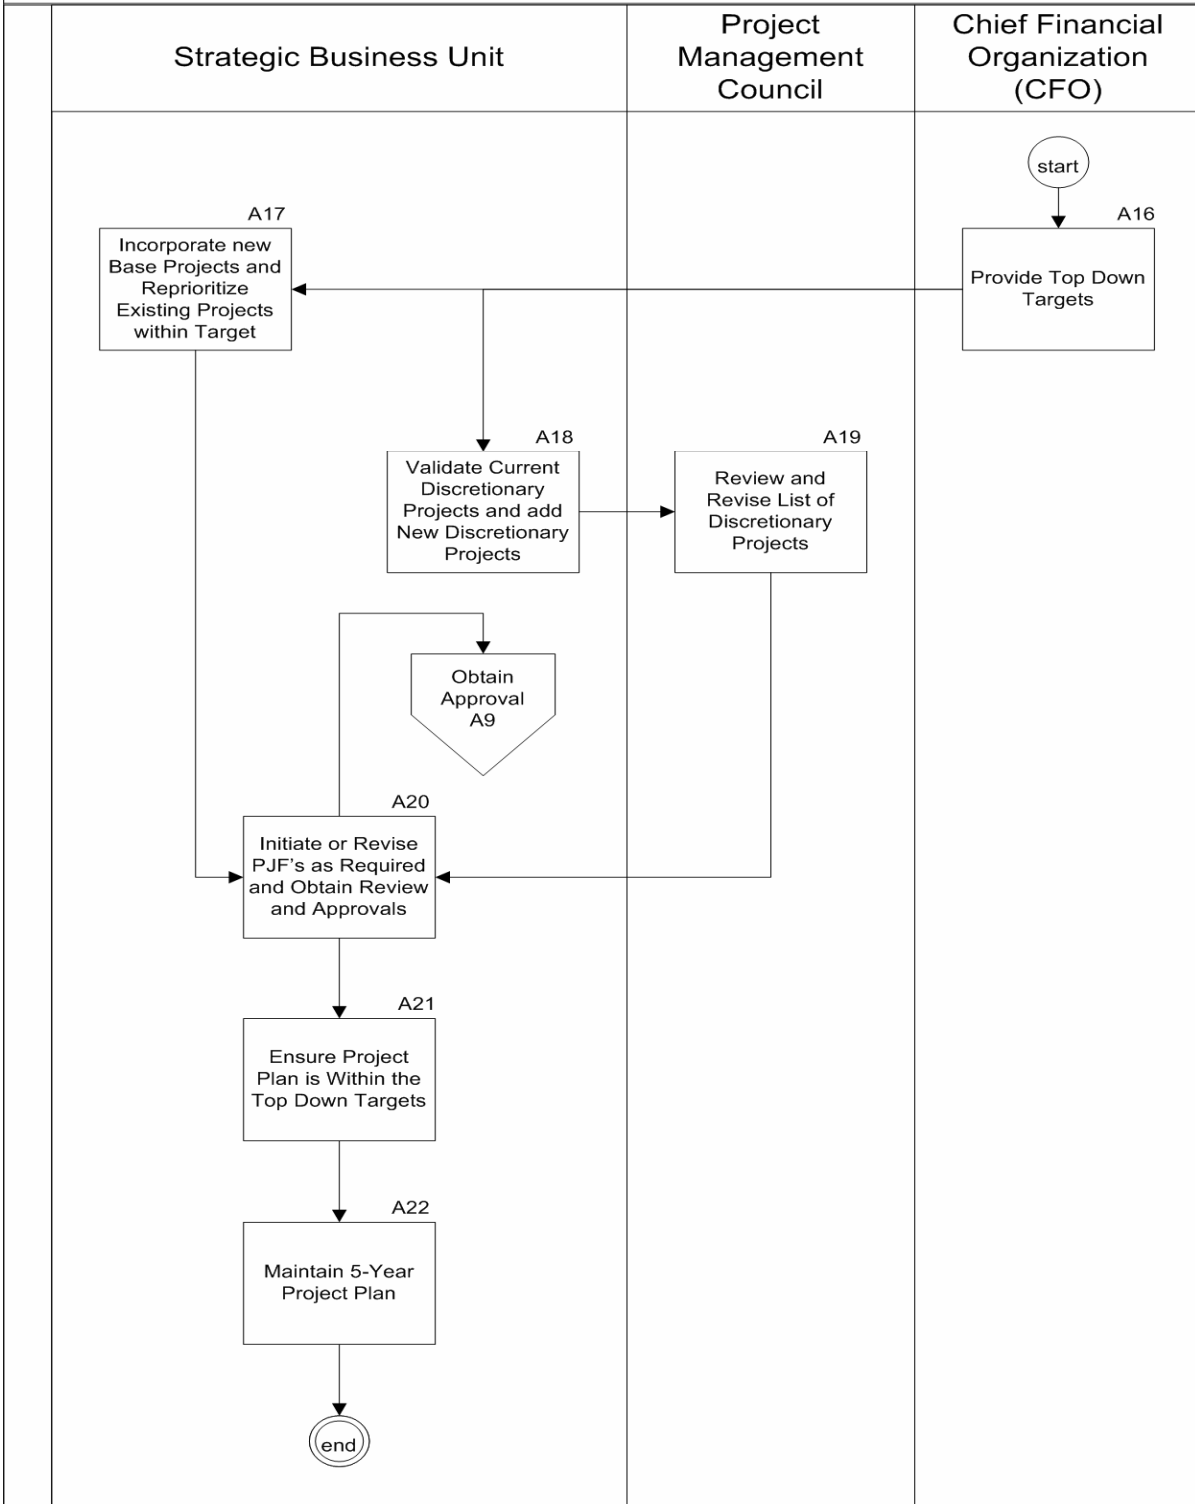 Strategic Business Unit
Project
Management
Council
Chief Financial
Organization
(CFO)
start
A16
Provide Top Down
Targets
A17
Incorporate new
Base Projects and
Reprioritize
Existing Projects
within Target
A18
Validate Current
Discretionary
Projects and add
New Discretionary
Projects
A19
Review and
Revise List of
Discretionary
Projects
Obtain
Approval
A9
A20
Initiate or Revise
PJF's as Required
and Obtain Review
and Approvals
A21
Ensure Project
Plan is Within the
Top Down Targets
A22
Maintain 5-Year
Project Plan
end